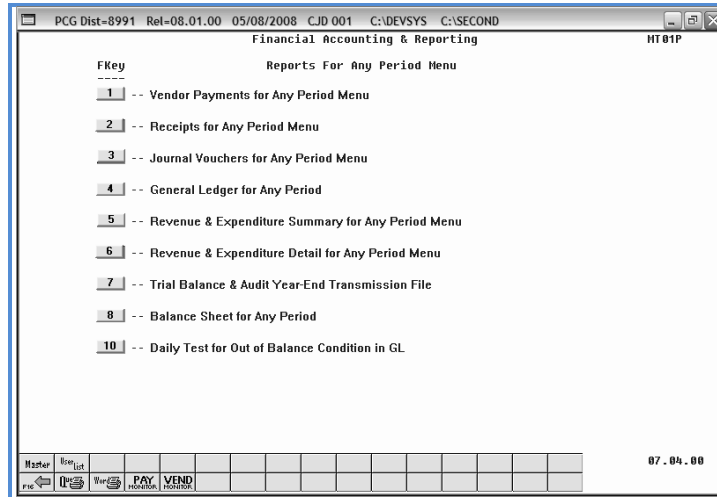 PCG Dist=8991 Rel=08.01.00 05/08/2008 CJD 001 C:\DEVSYS C:\SECOND
Financial Accounting & Reporting MT01P
FKey Reports For Any Period Menu
----
1 -- Vendor Payments for Any Period Menu
2 -- Receipts for Any Period Menu
3 -- Journal Vouchers for Any Period Menu
4 -- General Ledger for Any Period
5 -- Revenue & Expenditure Summary for Any Period Menu
6 -- Revenue & Expenditure Detail for Any Period Menu
7 -- Trial Balance & Audit Year-End Transmission File
8 -- Balance Sheet for Any Period
10 -- Daily Test for Out of Balance Condition in GL
Master User List 07.04.00
F16 Que Word PAY MONITOR VEND MONITOR